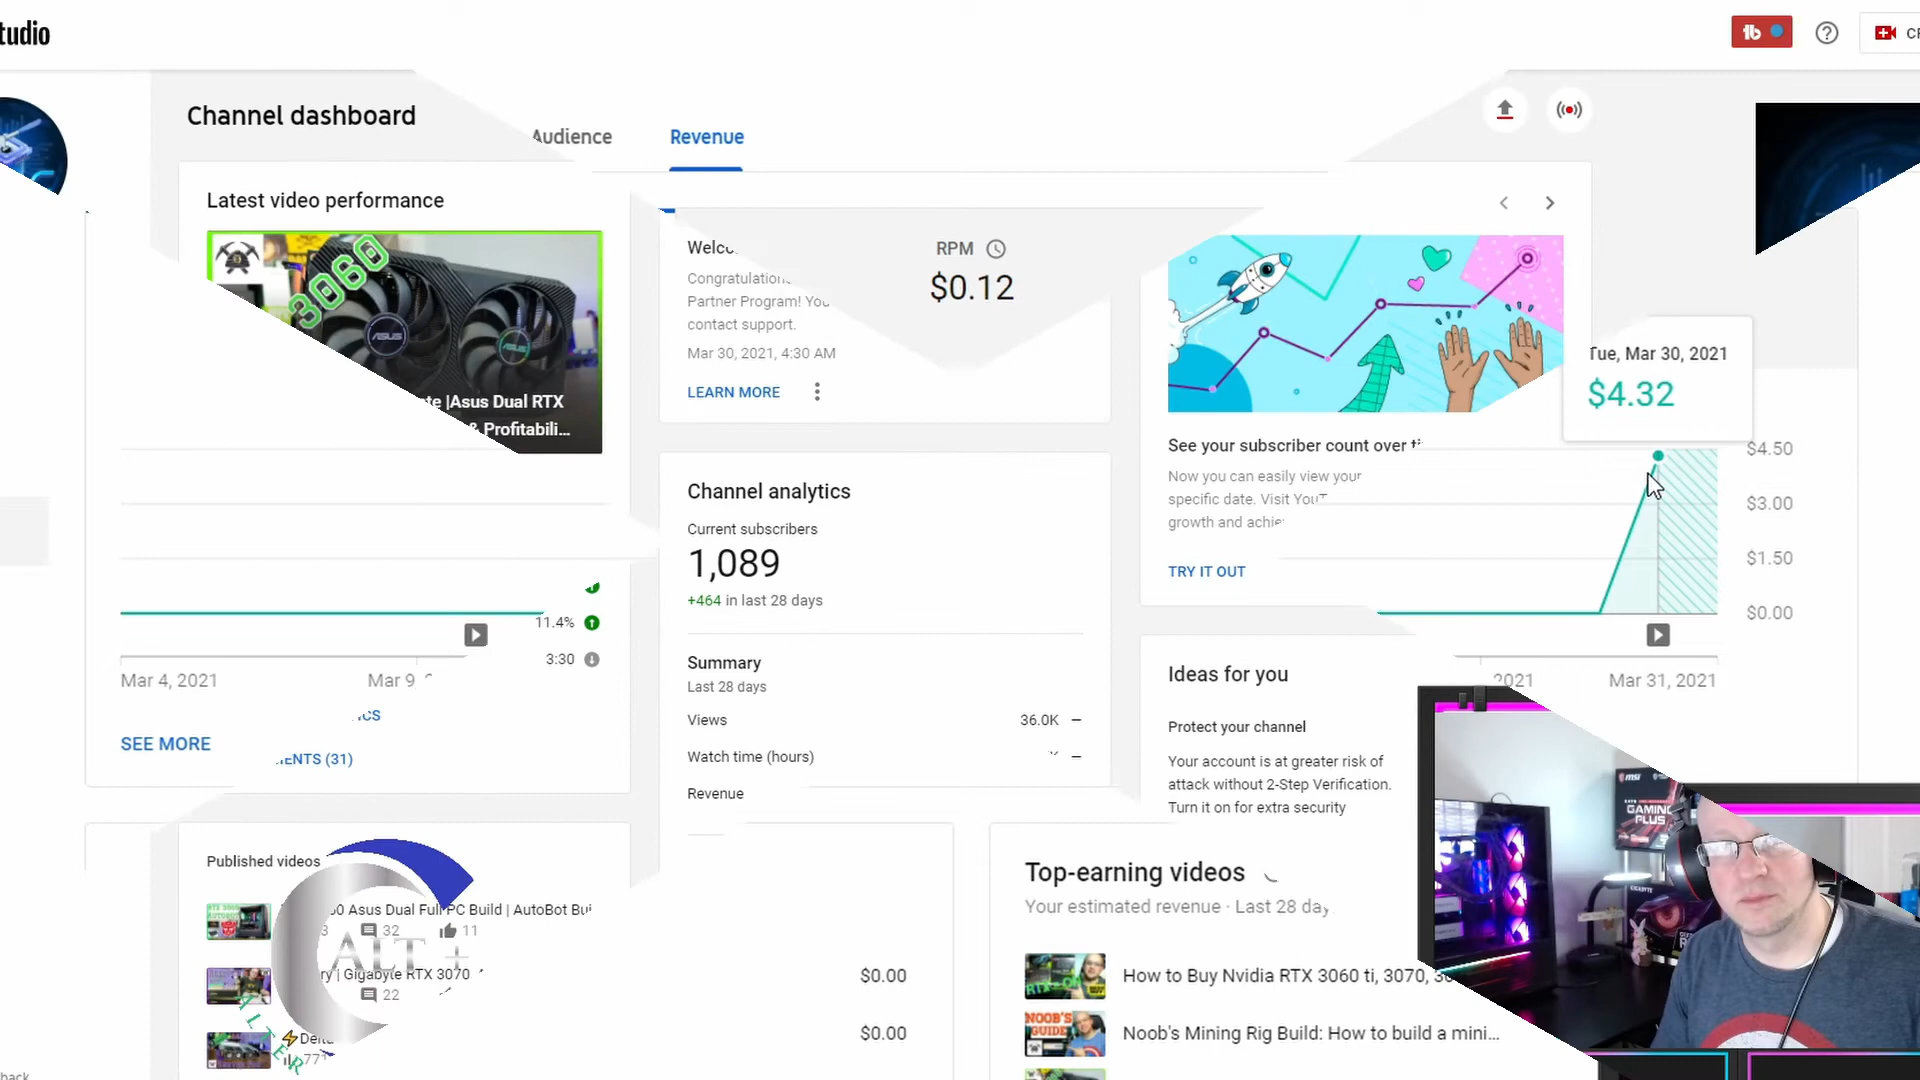 tudio
Channel dashboard
Audience
Revenue
Latest video performance
3060
ASUS
ASUS
|Asus Dual RTX
& Profitabili...
11.4%
3:30
Mar 4, 2021
Mar 9
SEE MORE
(31)
Published videos
Asus Dual Full PC Build | AutoBot Bui
32
11
| Gigabyte RTX 3070
22
771
ALT +
ALTER
Partner Program! You
contact support.
Mar 30, 2021, 4:30 AM
LEARN MORE
RPM
$0.12
Channel analytics
Current subscribers
1,089
+464 in last 28 days
Summary
Last 28 days
Views
36.0K
—
Watch time (hours)
—
Revenue
$0.00
$0.00
See your subscriber count over
Now you can easily view your
specific date. Visit
growth and
TRY IT OUT
Tue, Mar 30, 2021
$4.32
$4.50
$3.00
$1.50
$0.00
2021
Mar 31, 2021
Ideas for you
Protect your channel
Your account is at greater risk of
attack without 2-Step Verification.
Turn it on for extra security
Top-earning videos
Your estimated revenue · Last 28 day
How to Buy Nvidia RTX 3060 ti, 3070,
NOOB'S
GUIDE
Noob's Mining Rig Build: How to build a mini...
msi
GAMING
PLUS